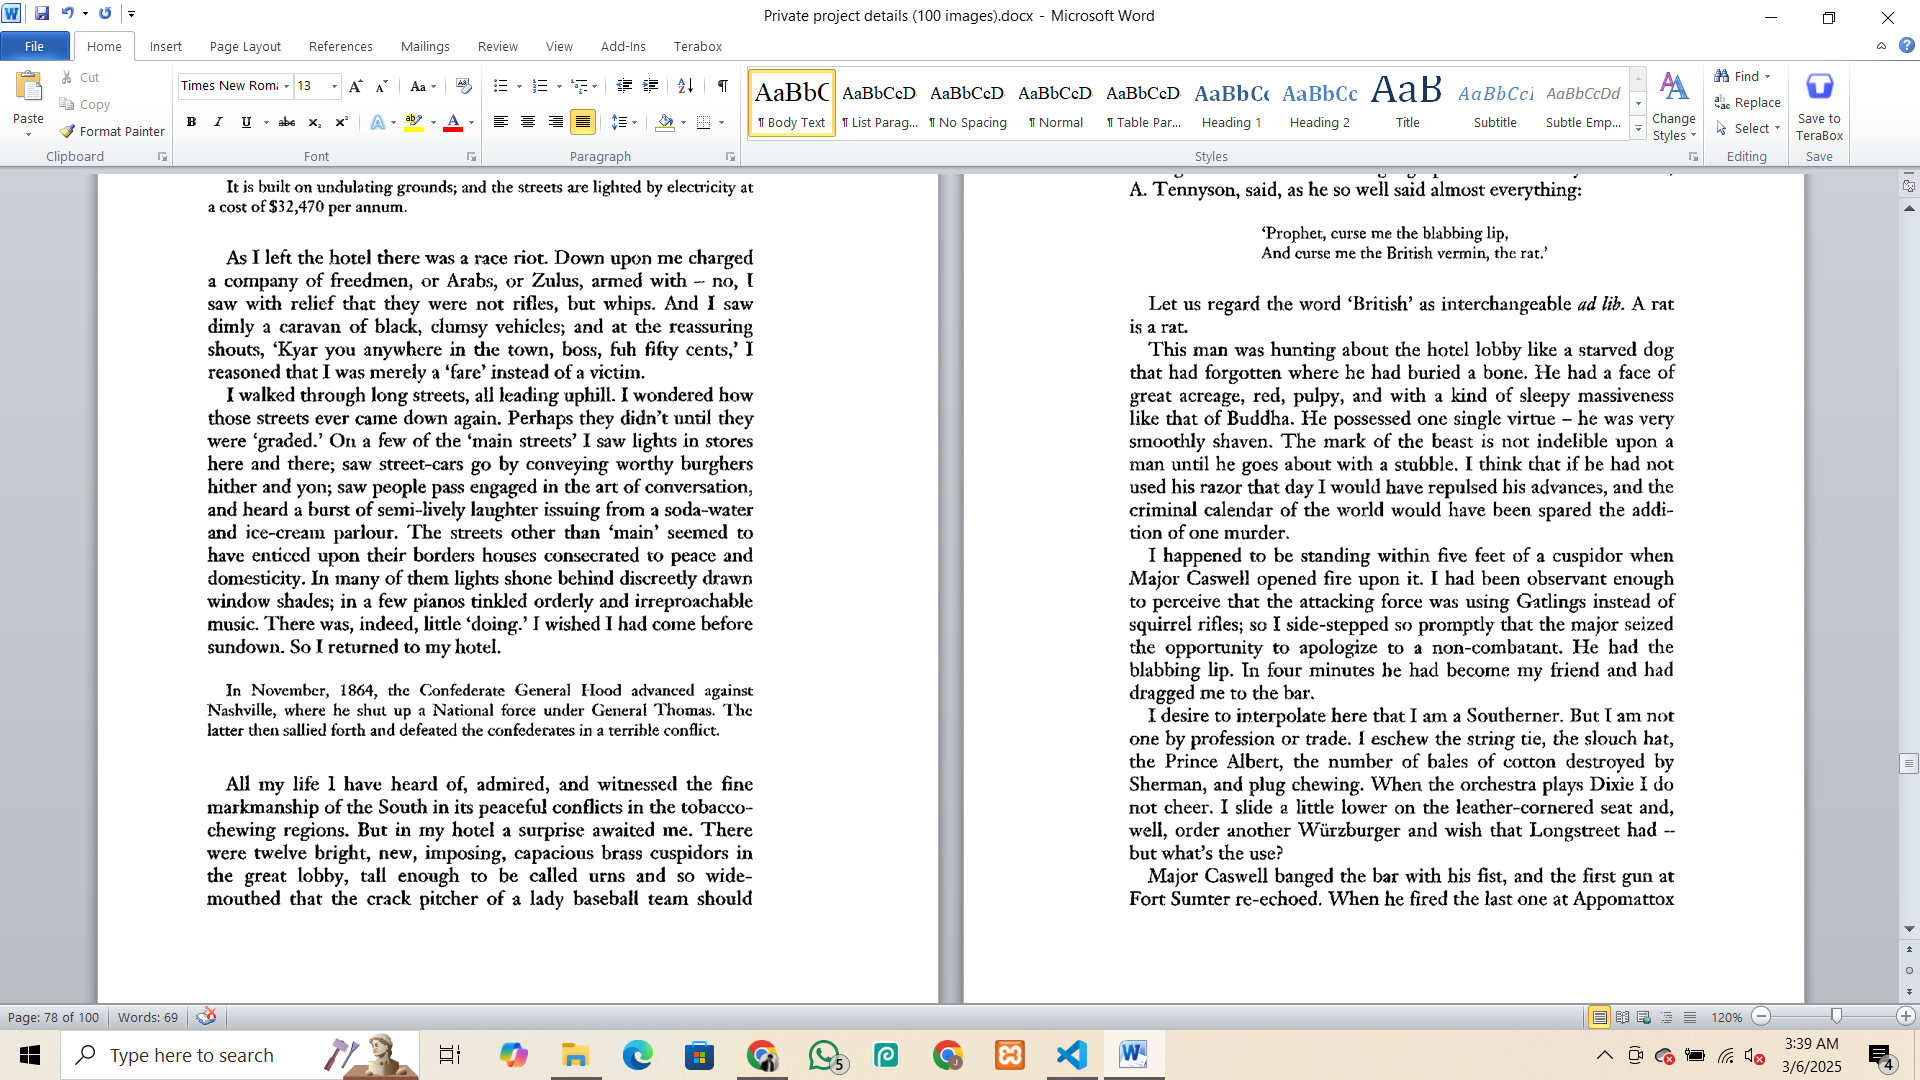 Private project details (100 images).docx - Microsoft Word
File Home Insert Page Layout References Mailings Review View Add-Ins Terabox
Paste
Cut
Copy
Format Painter
Clipboard
Times New Rom 13
Font
Paragraph
AaBbC AaBbCcD AaBbCcD AaBbCcD AaBbCcD AaBbCc AaBbCc AaB AaBbCcI AaBbCcDd
¶ Body Text ¶ List Parag... ¶ No Spacing ¶ Normal ¶ Table Par... Heading 1 Heading 2 Title Subtitle Subtle Emp...
Styles
Change Styles
Find
Replace
Select
Editing
Save to TeraBox
Save
It is built on undulating grounds; and the streets are lighted by electricity at
a cost of $32,470 per annum.
As I left the hotel there was a race riot. Down upon me charged
a company of freedmen, or Arabs, or Zulus, armed with – no, I
saw with relief that they were not rifles, but whips. And I saw
dimly a caravan of black, clumsy vehicles; and at the reassuring
shouts, ‘Kyar you anywhere in the town, boss, fuh fifty cents,’ I
reasoned that I was merely a ‘fare’ instead of a victim.
I walked through long streets, all leading uphill. I wondered how
those streets ever came down again. Perhaps they didn’t until they
were ‘graded.’ On a few of the ‘main streets’ I saw lights in stores
here and there; saw street-cars go by conveying worthy burghers
hither and yon; saw people pass engaged in the art of conversation,
and heard a burst of semi-lively laughter issuing from a soda-water
and ice-cream parlour. The streets other than ‘main’ seemed to
have enticed upon their borders houses consecrated to peace and
domesticity. In many of them lights shone behind discreetly drawn
window shades; in a few pianos tinkled orderly and irreproachable
music. There was, indeed, little ‘doing.’ I wished I had come before
sundown. So I returned to my hotel.
In November, 1864, the Confederate General Hood advanced against
Nashville, where he shut up a National force under General Thomas. The
latter then sallied forth and defeated the confederates in a terrible conflict.
All my life I have heard of, admired, and witnessed the fine
markmanship of the South in its peaceful conflicts in the tobacco-
chewing regions. But in my hotel a surprise awaited me. There
were twelve bright, new, imposing, capacious brass cuspidors in
the great lobby, tall enough to be called urns and so wide-
mouthed that the crack pitcher of a lady baseball team should
A. Tennyson, said, as he so well said almost everything:
‘Prophet, curse me the blabbing lip,
And curse me the British vermin, the rat.’
Let us regard the word ‘British’ as interchangeable ad lib. A rat
is a rat.
This man was hunting about the hotel lobby like a starved dog
that had forgotten where he had buried a bone. He had a face of
great acreage, red, pulpy, and with a kind of sleepy massiveness
like that of Buddha. He possessed one single virtue – he was very
smoothly shaven. The mark of the beast is not indelible upon a
man until he goes about with a stubble. I think that if he had not
used his razor that day I would have repulsed his advances, and the
criminal calendar of the world would have been spared the addi-
tion of one murder.
I happened to be standing within five feet of a cuspidor when
Major Caswell opened fire upon it. I had been observant enough
to perceive that the attacking force was using Gatlings instead of
squirrel rifles; so I side-stepped so promptly that the major seized
the opportunity to apologize to a non-combatant. He had the
blabbing lip. In four minutes he had become my friend and had
dragged me to the bar.
I desire to interpolate here that I am a Southerner. But I am not
one by profession or trade. I eschew the string tie, the slouch hat,
the Prince Albert, the number of bales of cotton destroyed by
Sherman, and plug chewing. When the orchestra plays Dixie I do
not cheer. I slide a little lower on the leather-cornered seat and,
well, order another Würzburger and wish that Longstreet had –
but what’s the use?
Major Caswell banged the bar with his fist, and the first gun at
Fort Sumter re-echoed. When he fired the last one at Appomattox
Page: 78 of 100 Words: 69
120%
Type here to search
5
3:39 AM
3/6/2025
4